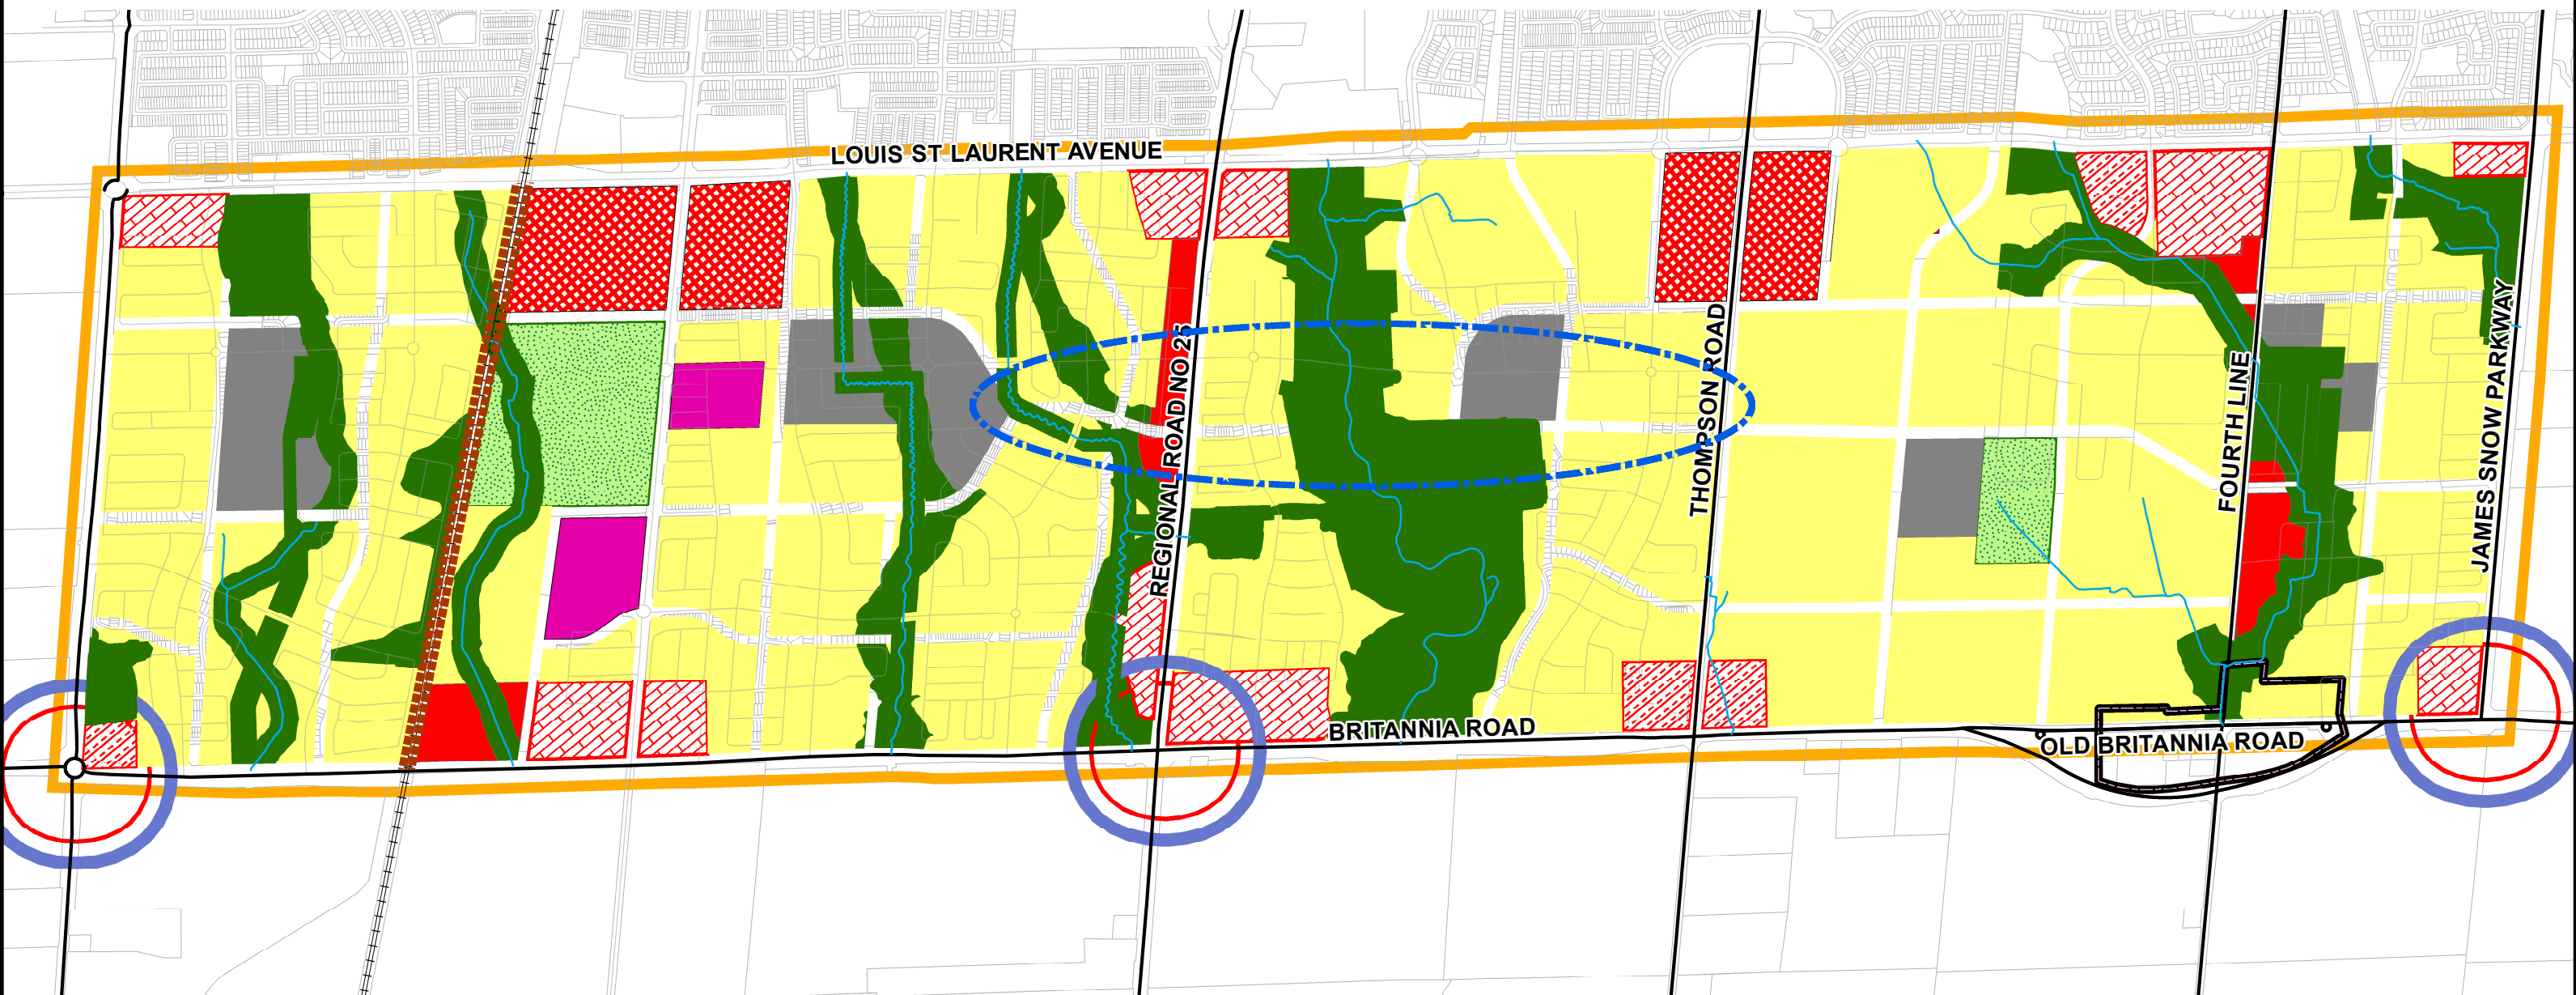 LOUIS ST LAURENT AVENUE
REGIONAL ROAD NO 25
THOMPSON ROAD
FOURTH LINE
JAMES SNOW PARKWAY
BRITANNIA ROAD
OLD BRITANNIA ROAD